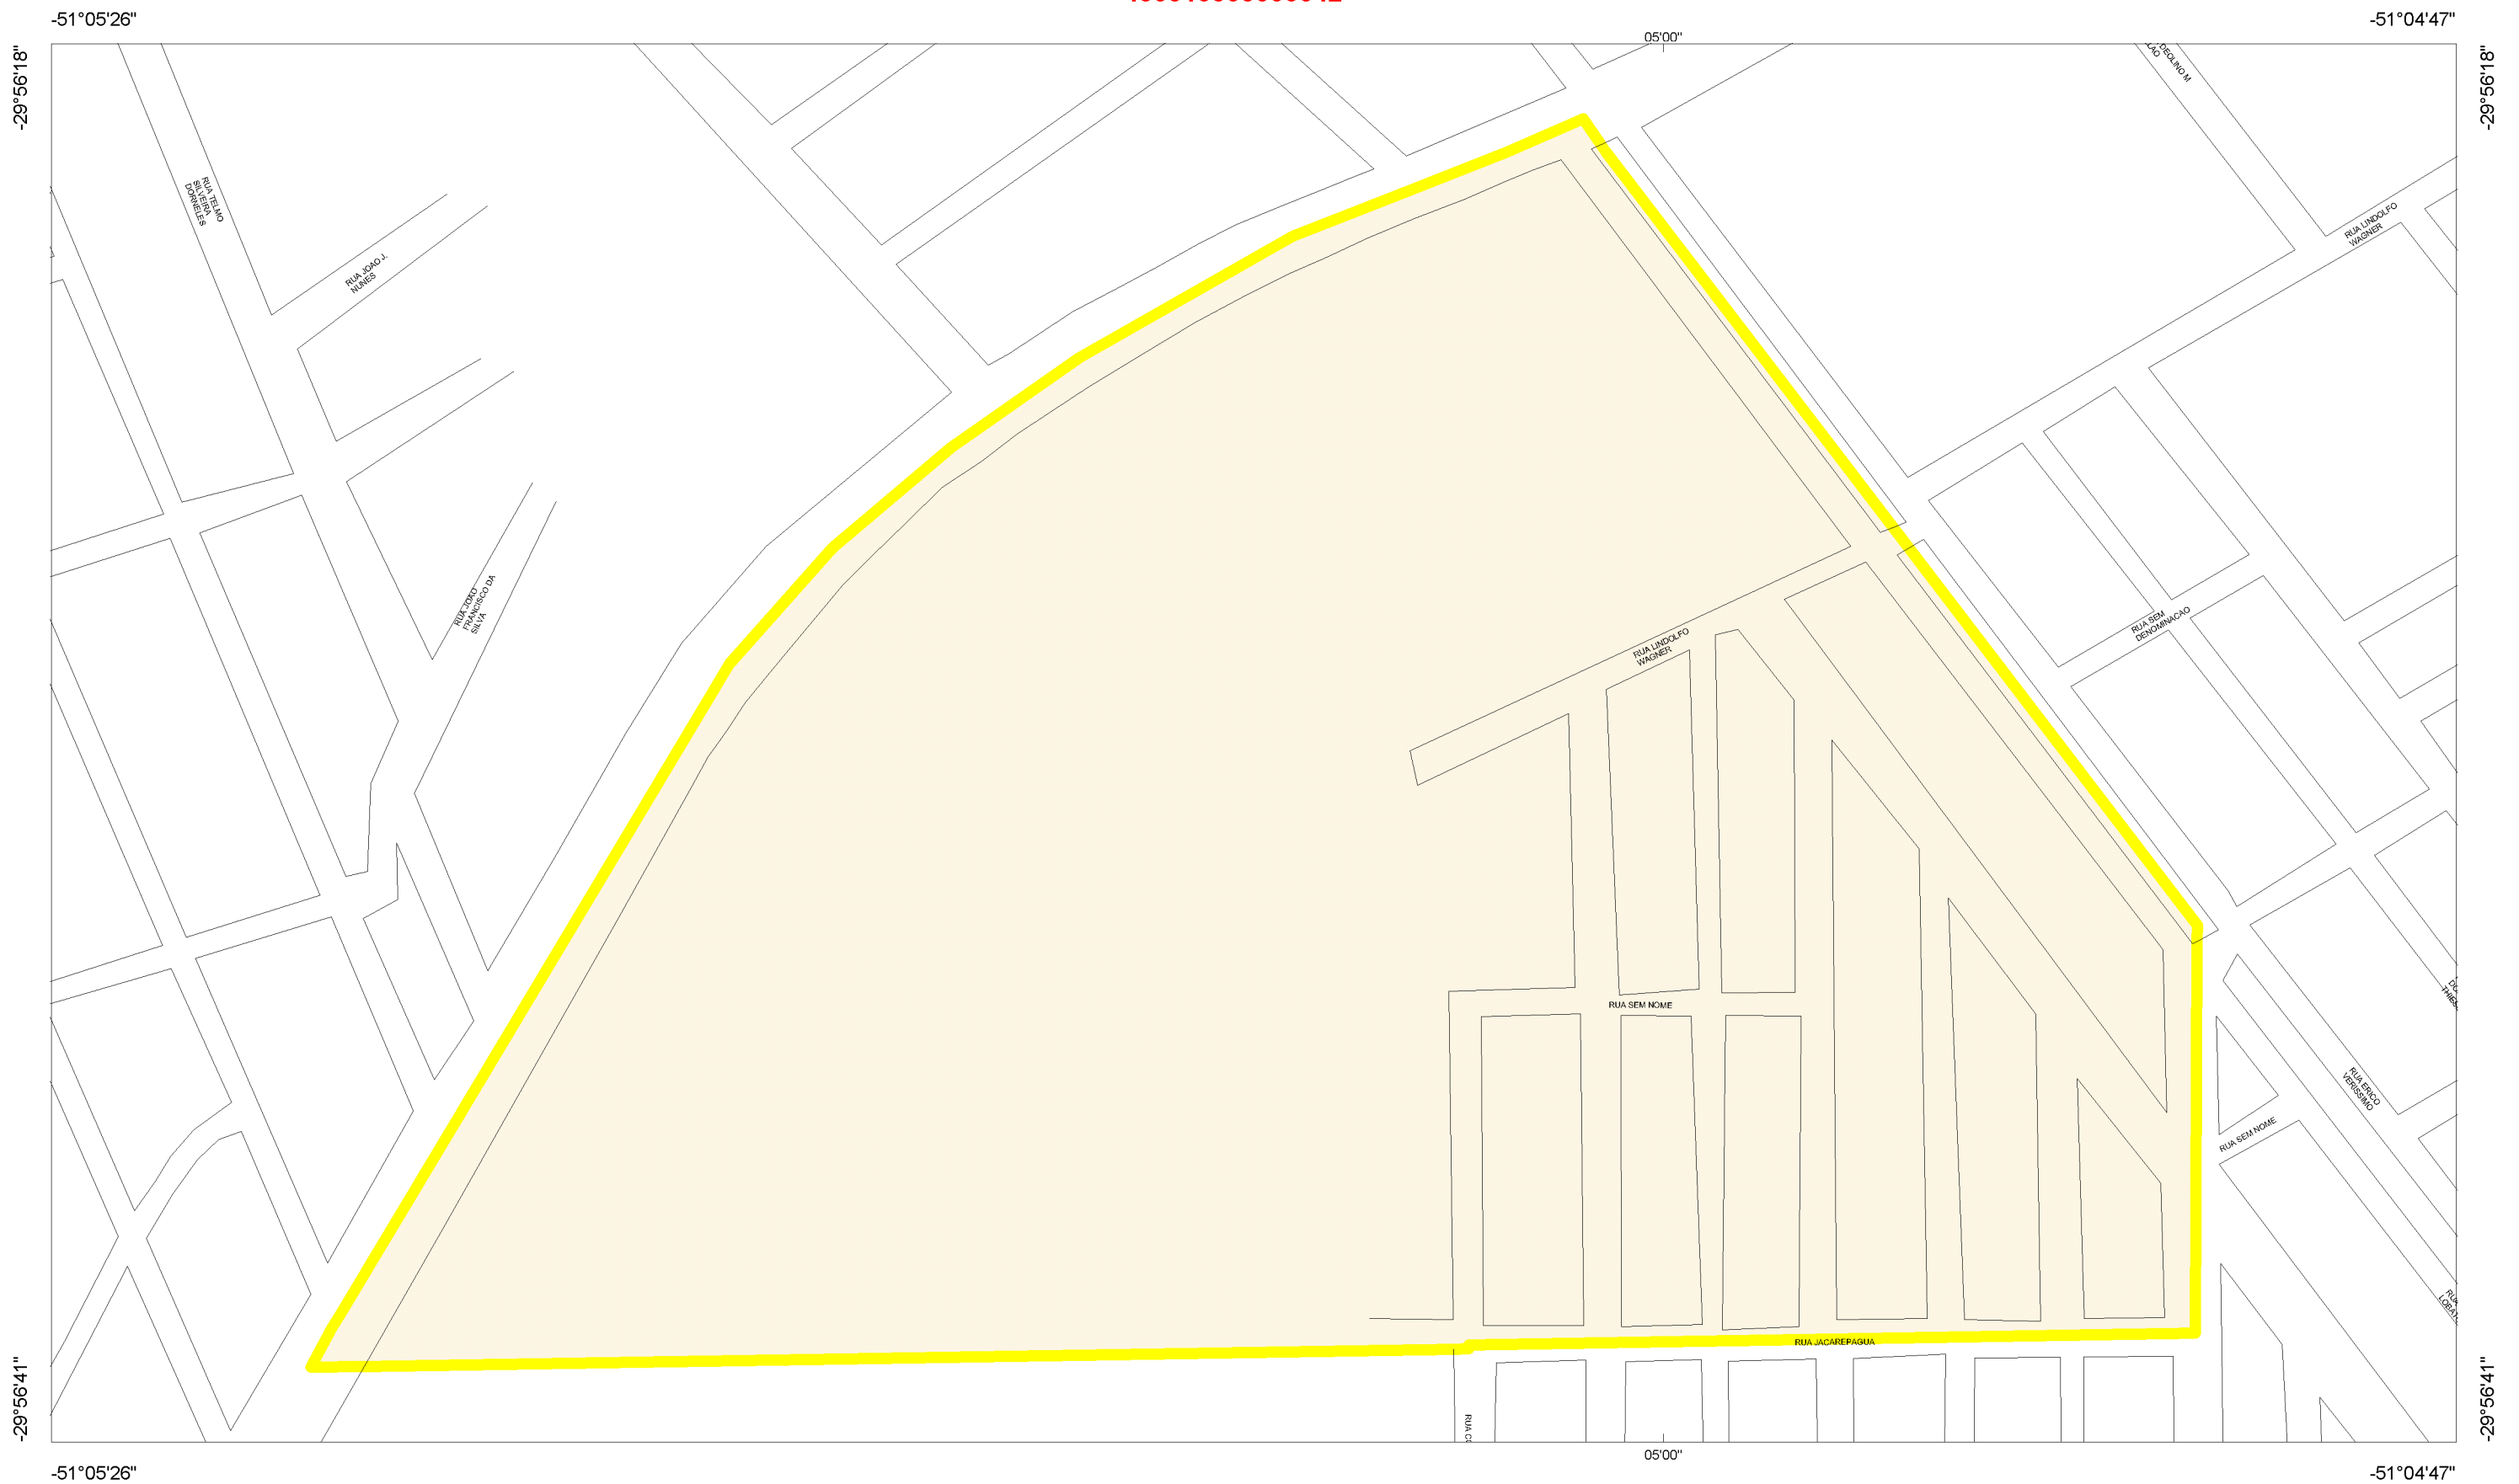 -51°05'26"
-51°04'47"
05'00"
-29°56'18"
-29°56'18"
DEOLINO M
RUA TELMO
SILVEIRA
DORNELES
RUA LINDOLFO
WAGNER
RUA JOAO J.
NUNES
RUA JOAO
FRANCISCO DA
SILVA
RUA SEM
DENOMINACAO
RUA LINDOLFO
WAGNER
RUA SEM NOME
RUA ERICO
VERISSIMO
RUA SEM NOME
RUA
RUA JACAREPAGUA
RUA
-29°56'41"
-29°56'41"
05'00"
-51°05'26"
-51°04'47"